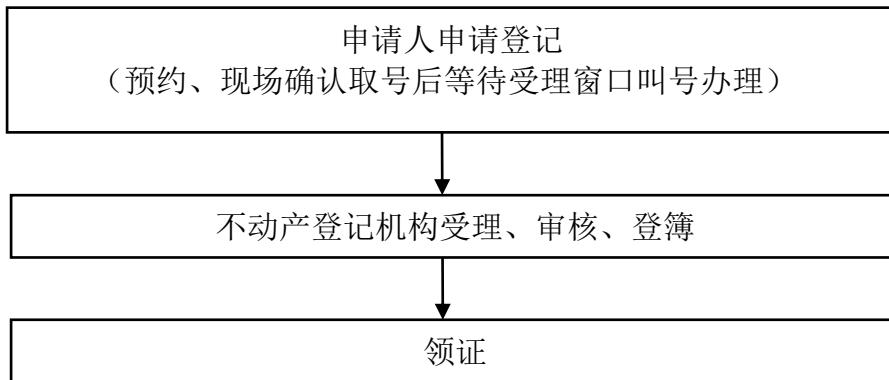 申请人申请登记
（预约、现场确认取号后等待受理窗口叫号办理）
不动产登记机构受理、审核、登簿
领证